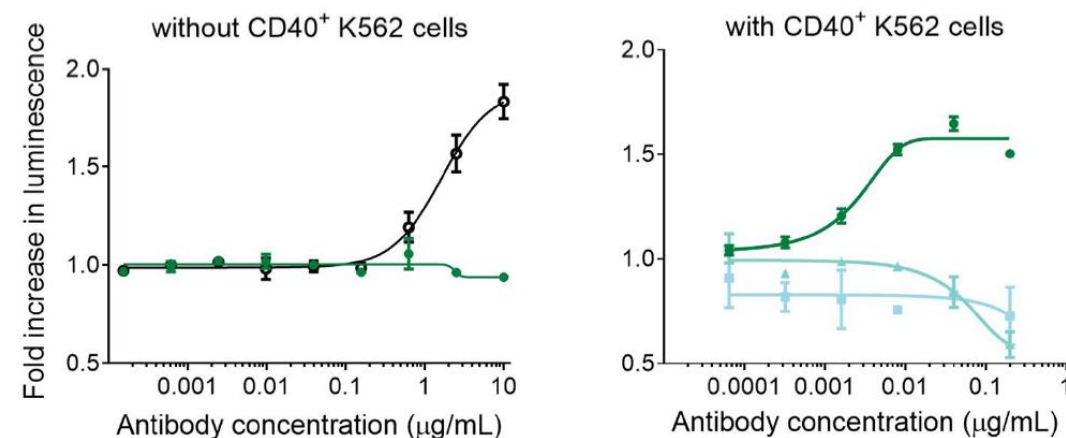 without CD40⁺ K562 cells
Fold increase in luminescence
2.0
1.5
1.0
0.5
0.001 0.01 0.1 1 10
Antibody concentration (μg/mL)
with CD40⁺ K562 cells
2.0
1.5
1.0
0.5
0.0001 0.001 0.01 0.1 1
Antibody concentration (μg/mL)